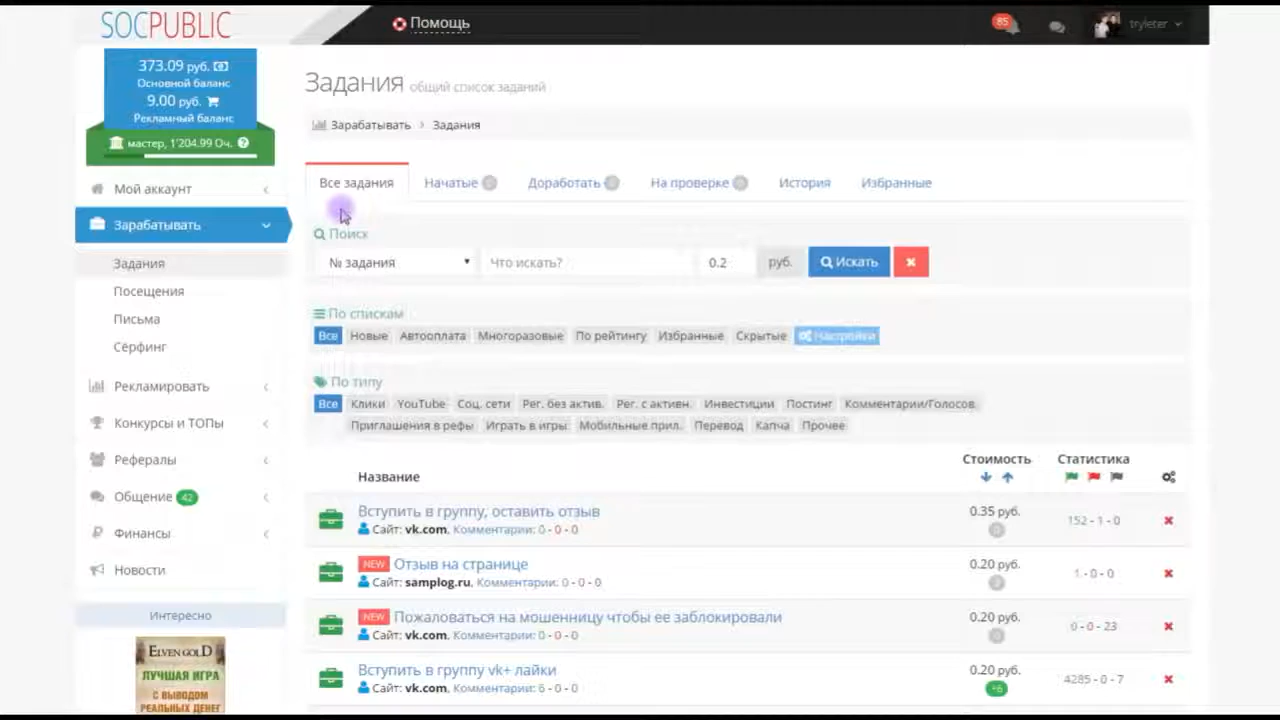 SOCPUBLIC
Помощь
85
tryleter
373.09 руб.
Основной баланс
9.00 руб.
Рекламный баланс
мастер, 1'204.99 Оч.
Мой аккаунт
Зарабатывать
Задания
Посещения
Письма
Серфинг
Рекламировать
Конкурсы и ТОПы
Рефералы
Общение 42
Финансы
Новости
Интересно
ELVEN GOLD
ЛУЧШАЯ ИГРА
С ВЫВОДОМ
РЕАЛЬНЫХ ДЕНЕГ
Задания общий список заданий
Зарабатывать > Задания
Все задания Начатые Доработать На проверке История Избранные
Поиск
№ задания Что искать? 0.2 руб. Искать
По спискам
Все Новые Автооплата Многоразовые По рейтингу Избранные Скрытые Настройки
По типу
Все Клики YouTube Соц. сети Рег. без актив. Рег. с активн. Инвестиции Постинг Комментарии/Голосов.
Приглашения в рефы Играть в игры Мобильные прил. Перевод Капча Прочее
Название Стоимость Статистика
Вступить в группу, оставить отзыв 0.35 руб. 152 - 1 - 0
Сайт: vk.com, Комментарии: 0 - 0 - 0
NEW Отзыв на странице 0.20 руб. 1 - 0 - 0
Сайт: samplog.ru, Комментарии: 0 - 0 - 0
NEW Пожаловаться на мошенницу чтобы ее заблокировали 0.20 руб. 0 - 0 - 23
Сайт: vk.com, Комментарии: 0 - 0 - 0
Вступить в группу vk+ лайки 0.20 руб. 4285 - 0 - 7
Сайт: vk.com, Комментарии: 6 - 0 - 0 +6